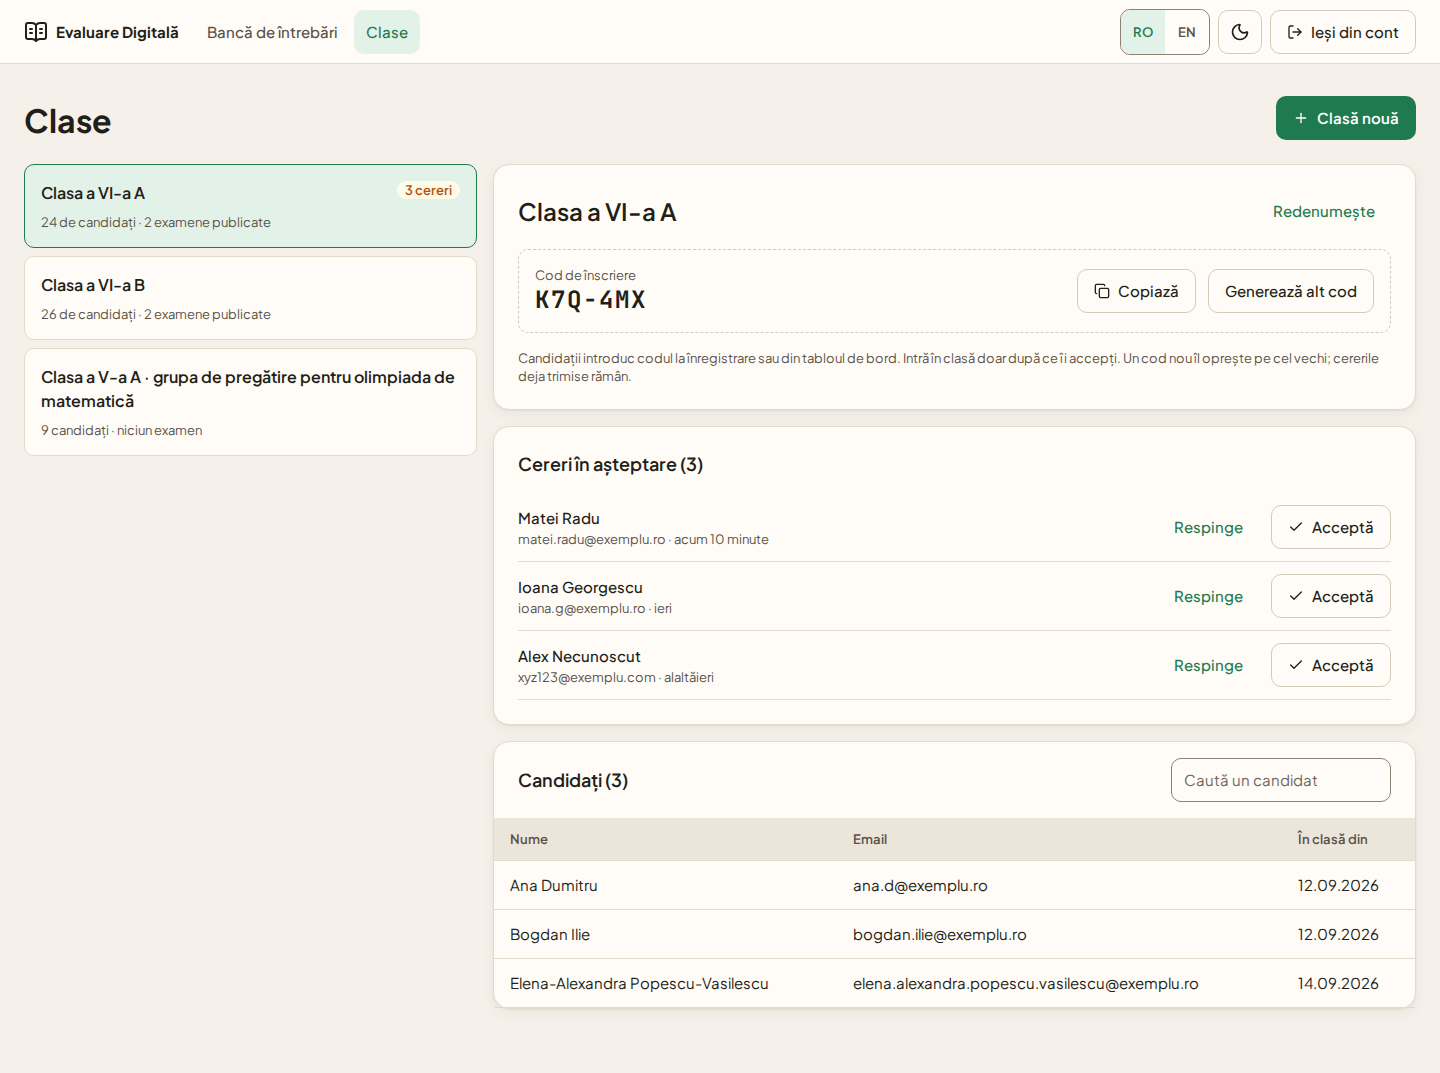 Evaluare Digitală
Bancă de întrebări
Clase
RO
EN
Ieși din cont
Clase
Clasă nouă
Clasa a VI-a A
3 cereri
24 de candidați · 2 examene publicate
Clasa a VI-a B
26 de candidați · 2 examene publicate
Clasa a V-a A · grupa de pregătire pentru olimpiada de
matematică
9 candidați · niciun examen
Clasa a VI-a A
Redenumește
Cod de înscriere
K7Q-4MX
Copiază
Generează alt cod
Candidații introduc codul la înregistrare sau din tabloul de bord. Intră în clasă doar după ce îi accepți. Un cod nou îl oprește pe cel vechi; cererile
deja trimise rămân.
Cereri în așteptare (3)
Matei Radu
matei.radu@exemplu.ro · acum 10 minute
Respinge
Acceptă
Ioana Georgescu
ioana.g@exemplu.ro · ieri
Respinge
Acceptă
Alex Necunoscut
xyz123@exemplu.com · alaltăieri
Respinge
Acceptă
Candidați (3)
Caută un candidat
Nume
Email
În clasă din
Ana Dumitru
ana.d@exemplu.ro
12.09.2026
Bogdan Ilie
bogdan.ilie@exemplu.ro
12.09.2026
Elena-Alexandra Popescu-Vasilescu
elena.alexandra.popescu.vasilescu@exemplu.ro
14.09.2026